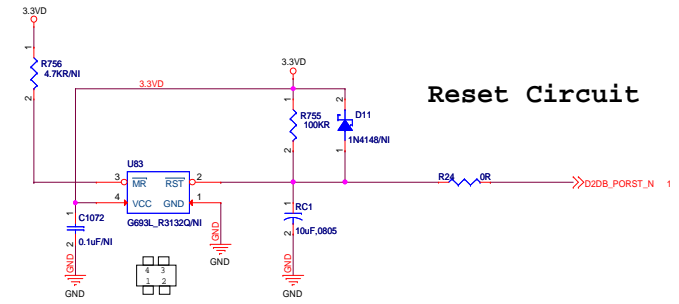 3.3VD
1
R756
4.7KR/NI
2
3.3VD
3.3VD
1
R755
100KR
2
2
D11
1N4148/NI
1
Reset Circuit
U83
3
MR
RST
2
4
VCC
GND
1
G693L_R3132Q/NI
R24
0R
D2DB_PORST_N
1
1
C1072
0.1uF/NI
2
GND
GND
GND
GND
1
RC1
10uF,0805
2
GND
GND
4 3
1 2